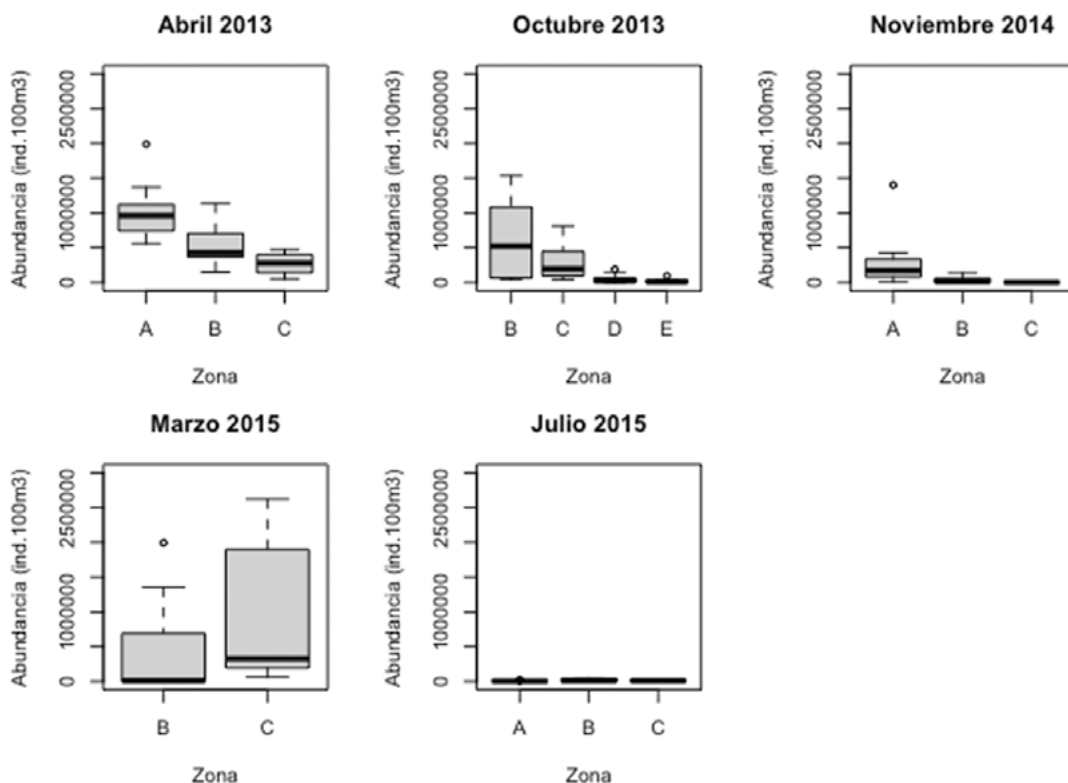 Abril 2013
Octubre 2013
Noviembre 2014
Abundancia (ind.100m3)
0
1000000
2500000
A
B
C
Zona
Abundancia (ind.100m3)
0
1000000
2500000
B
C
D
E
Zona
Abundancia (ind.100m3)
0
1000000
2500000
A
B
C
Zona
Marzo 2015
Julio 2015
Abundancia (ind.100m3)
0
1000000
2500000
B
C
Zona
Abundancia (ind.100m3)
0
1000000
2500000
A
B
C
Zona